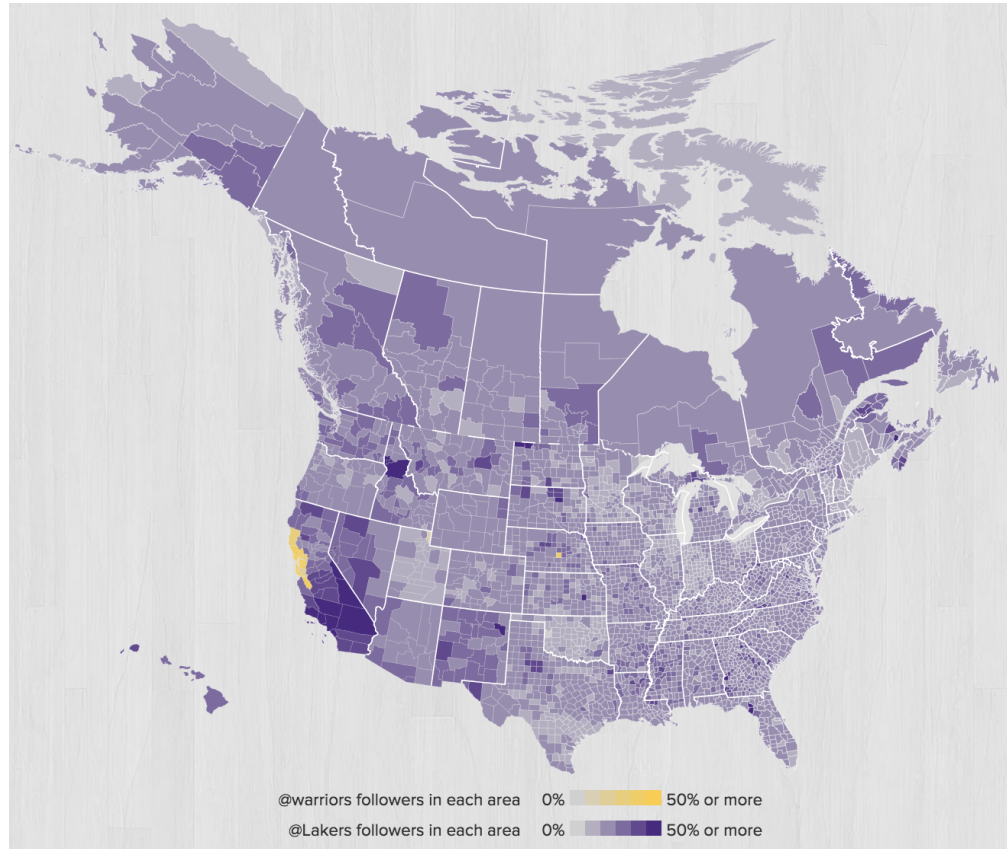 @warriors followers in each area 0% 50% or more
@Lakers followers in each area 0% 50% or more